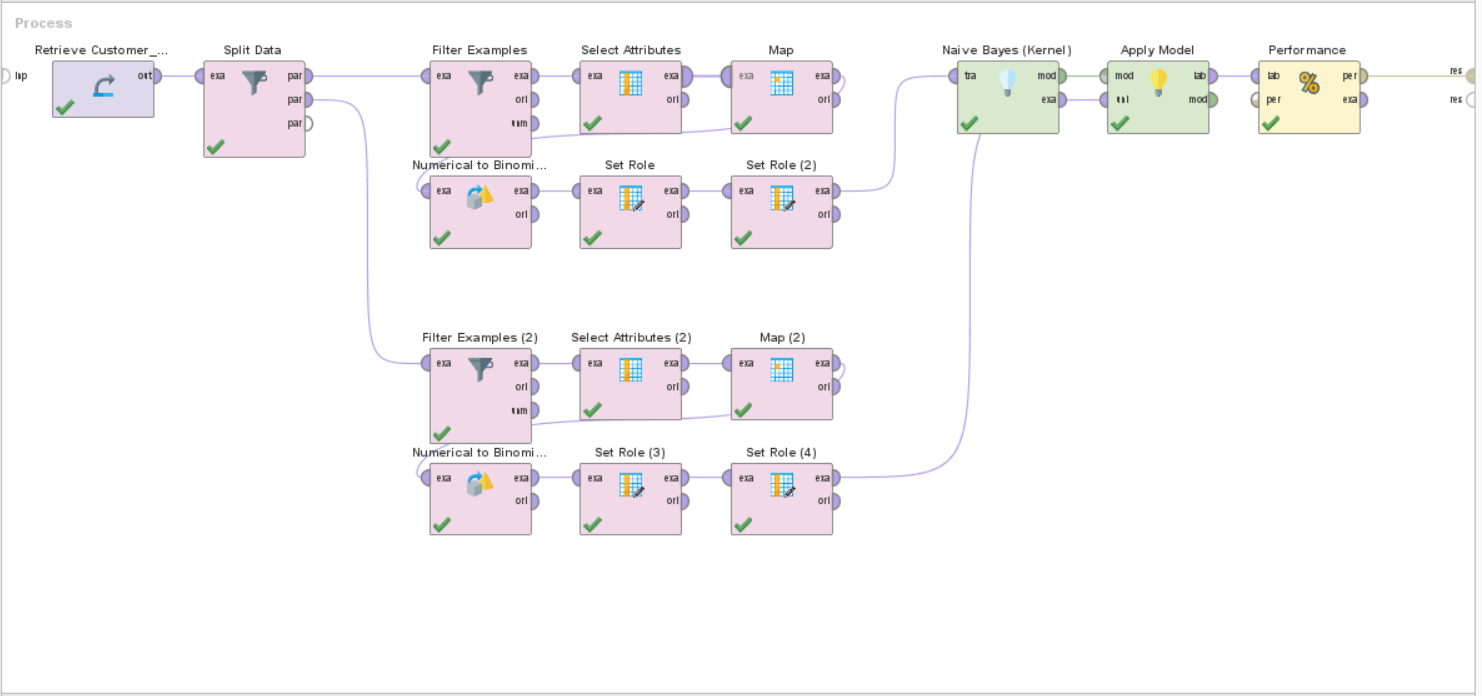 Process
Retrieve Customer_... Split Data Filter Examples Select Attributes Map Naive Bayes (Kernel) Apply Model Performance
inp out exa par exa exa exa exa exa exa tra mod mod lab lab per res
par ori ori ori exa unl mod per exa res
par unm
Numerical to Binomi... Set Role Set Role (2)
exa exa exa exa exa exa
ori ori ori
Filter Examples (2) Select Attributes (2) Map (2)
exa exa exa exa exa exa
ori ori ori
unm
Numerical to Binomi... Set Role (3) Set Role (4)
exa exa exa exa exa exa
ori ori ori